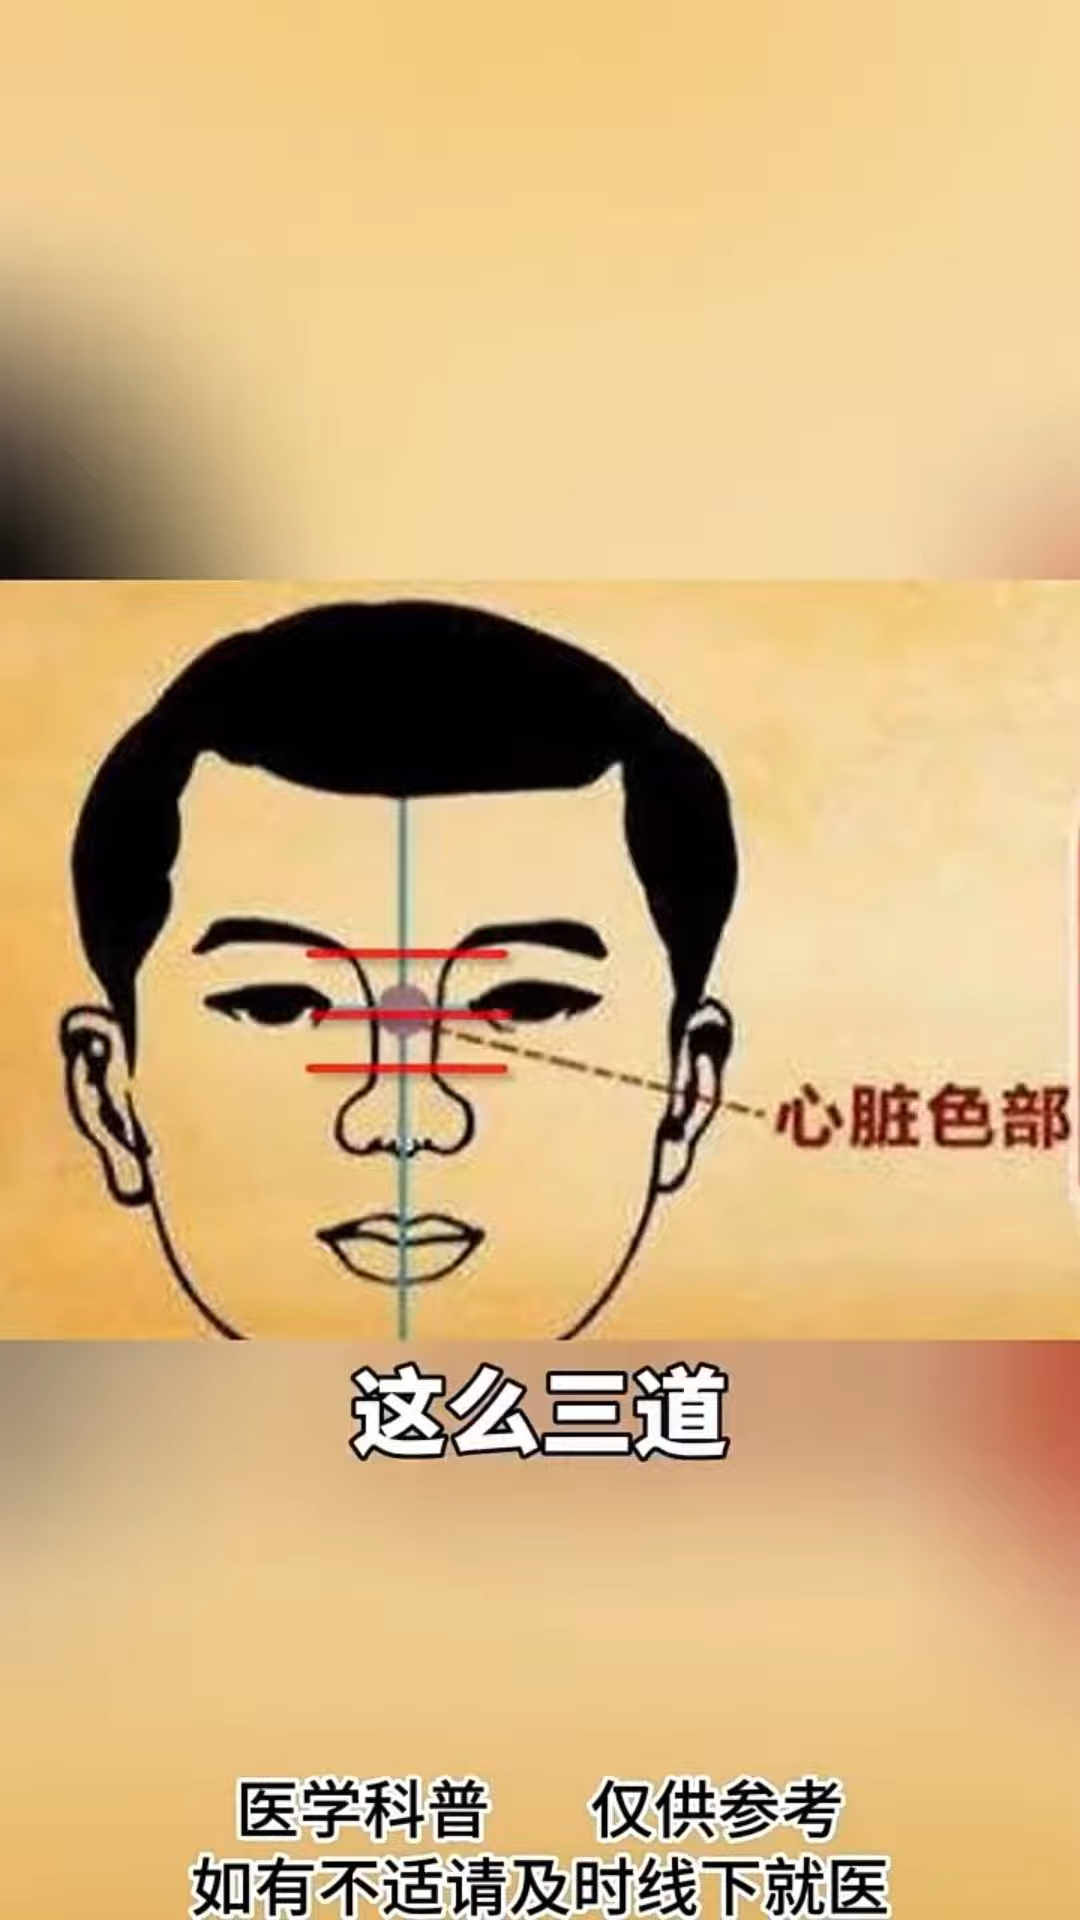 心脏色部
这么三道
医学科普 仅供参考
如有不适请及时线下就医